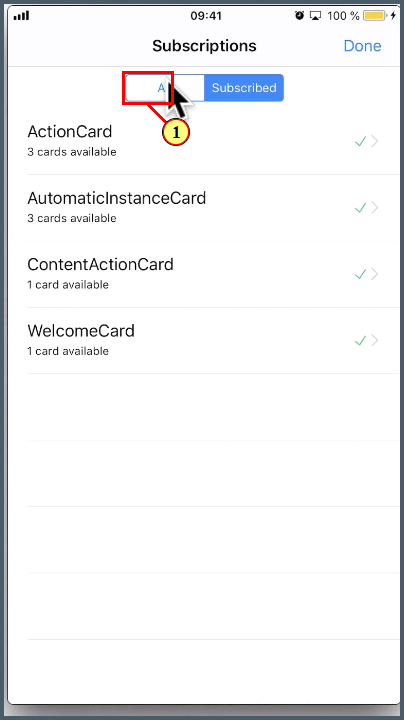 09:41
100 %
Subscriptions
Done
Subscribed
1
ActionCard
3 cards available
AutomaticInstanceCard
3 cards available
ContentActionCard
1 card available
WelcomeCard
1 card available